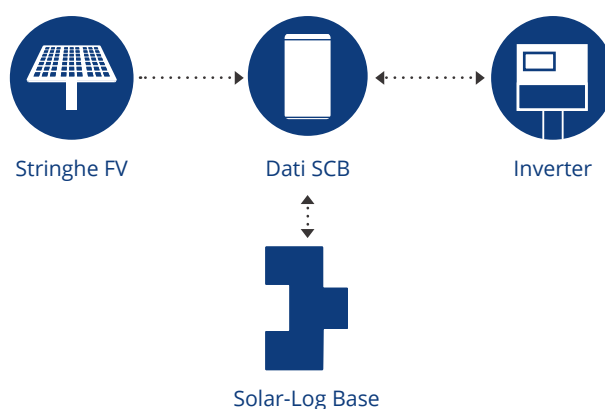 Stringhe FV
Dati SCB
Inverter
Solar-Log Base